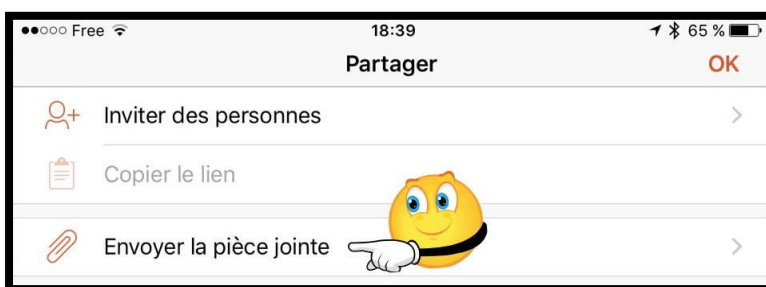 Free 18:39 65 %
Partager OK
Inviter des personnes
Copier le lien
Envoyer la pièce jointe